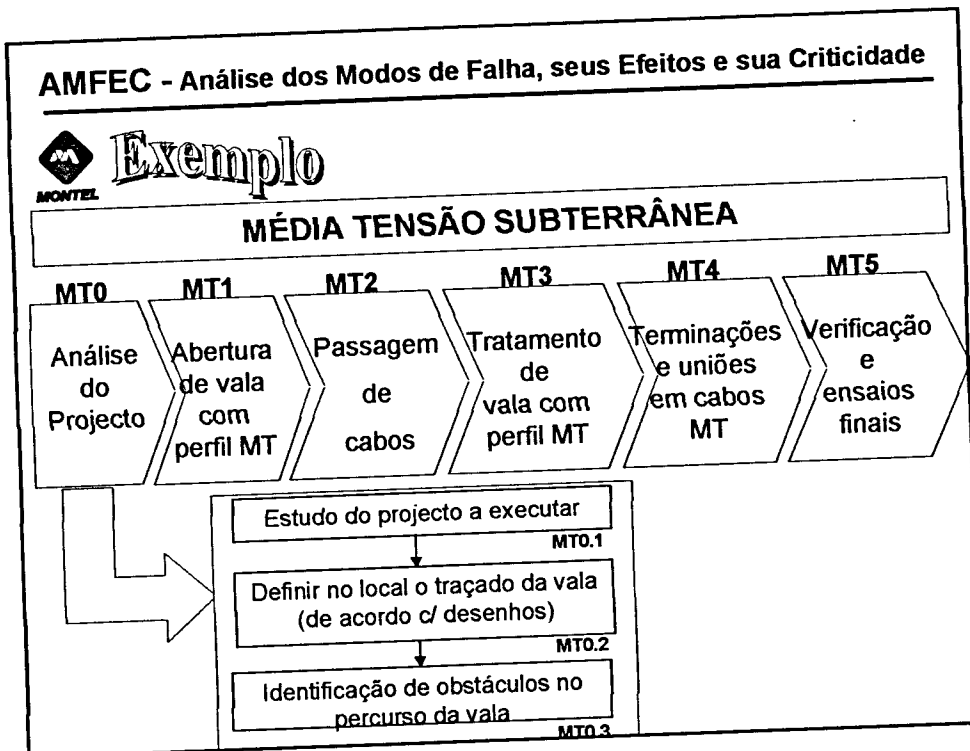 AMFEC - Análise dos Modos de Falha, seus Efeitos e sua Criticidade
MONTEL
Exemplo
MÉDIA TENSÃO SUBTERRÂNEA
MT0
Análise
do
Projecto
MT1
Abertura
de vala
com
perfil MT
MT2
Passagem
de
cabos
MT3
Tratamento
de
vala com
perfil MT
MT4
Terminações
e uniões
em cabos
MT
MT5
Verificação
e
ensaios
finais
Estudo do projecto a executar
MT0.1
Definir no local o traçado da vala
(de acordo c/ desenhos)
MT0.2
Identificação de obstáculos no
percurso da vala
MT0.3